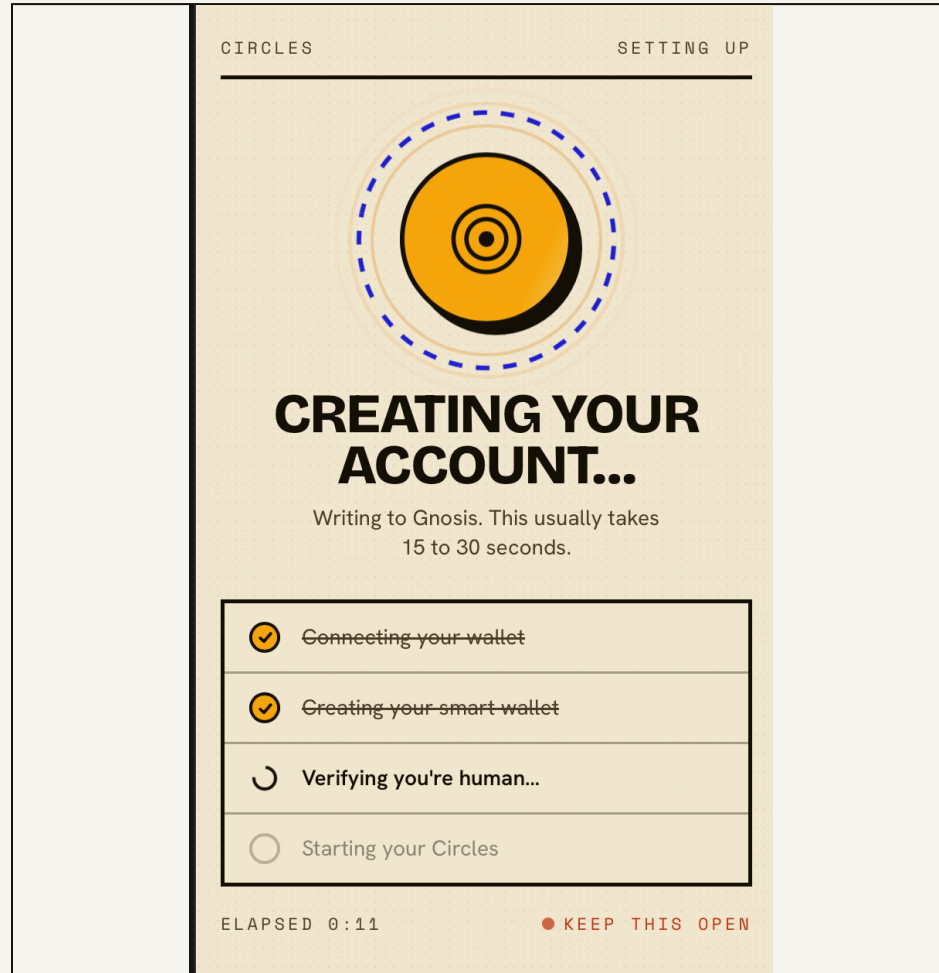 CIRCLES
SETTING UP
CREATING YOUR
ACCOUNT...
Writing to Gnosis. This usually takes
15 to 30 seconds.
Connecting your wallet
Creating your smart wallet
Verifying you're human...
Starting your Circles
ELAPSED 0:11
KEEP THIS OPEN